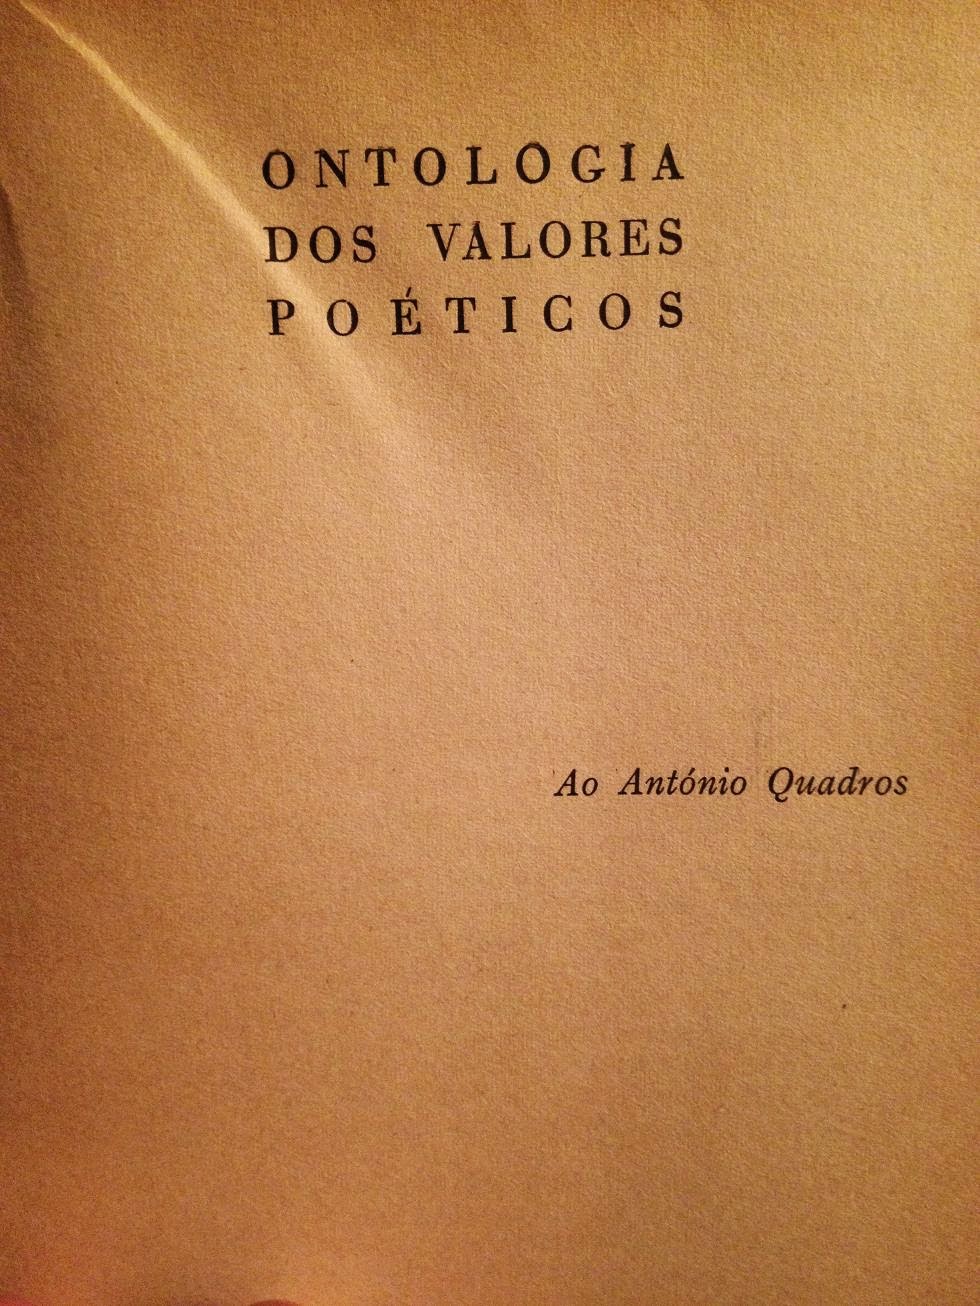 ONTOLOGIA
DOS VALORES
POÉTICOS
Ao António Quadros